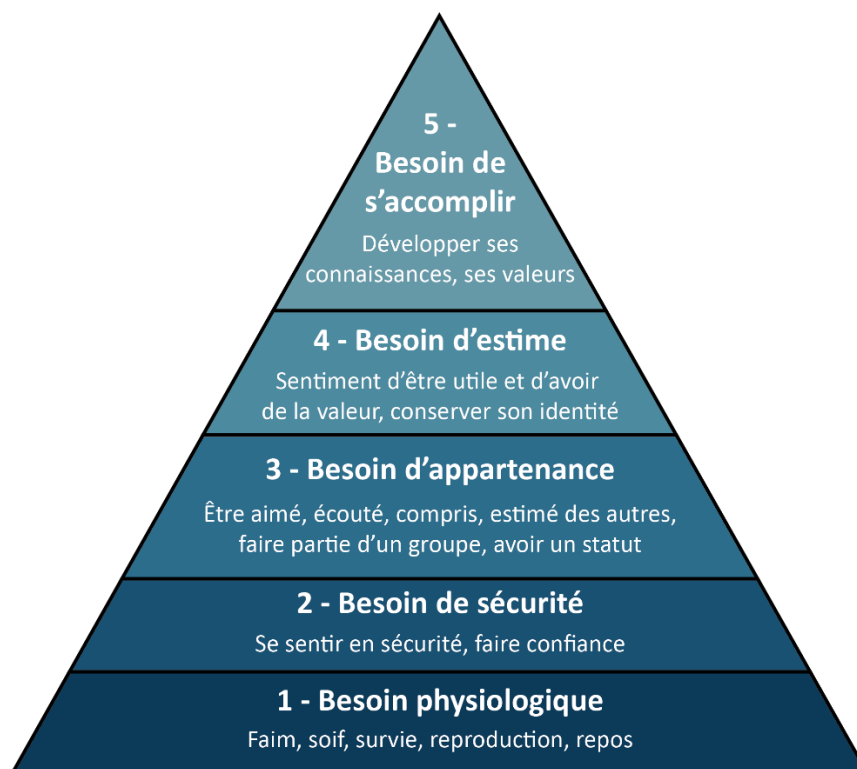 5 -
Besoin de
s’accomplir
Développer ses
connaissances, ses valeurs
4 - Besoin d’estime
Sentiment d’être utile et d’avoir
de la valeur, conserver son identité
3 - Besoin d’appartenance
Être aimé, écouté, compris, estimé des autres,
faire partie d’un groupe, avoir un statut
2 - Besoin de sécurité
Se sentir en sécurité, faire confiance
1 - Besoin physiologique
Faim, soif, survie, reproduction, repos